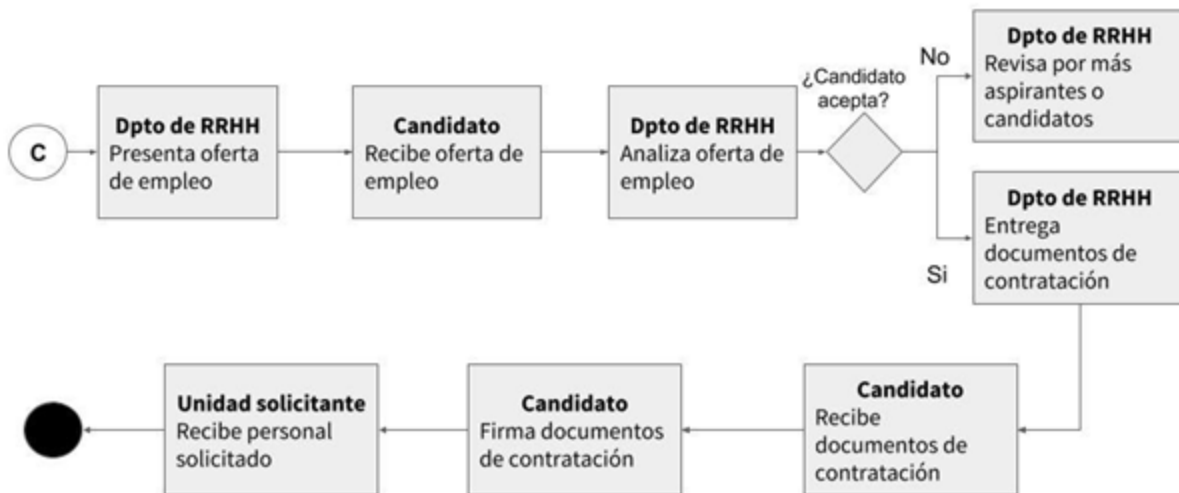 C
Dpto de RRHH
Presenta oferta
de empleo
Candidato
Recibe oferta de
empleo
Dpto de RRHH
Analiza oferta de
empleo
¿Candidato
acepta?
No
Dpto de RRHH
Revisa por más
aspirantes o
candidatos
Si
Dpto de RRHH
Entrega
documentos de
contratación
Candidato
Recibe
documentos de
contratación
Candidato
Firma documentos
de contratación
Unidad solicitante
Recibe personal
solicitado